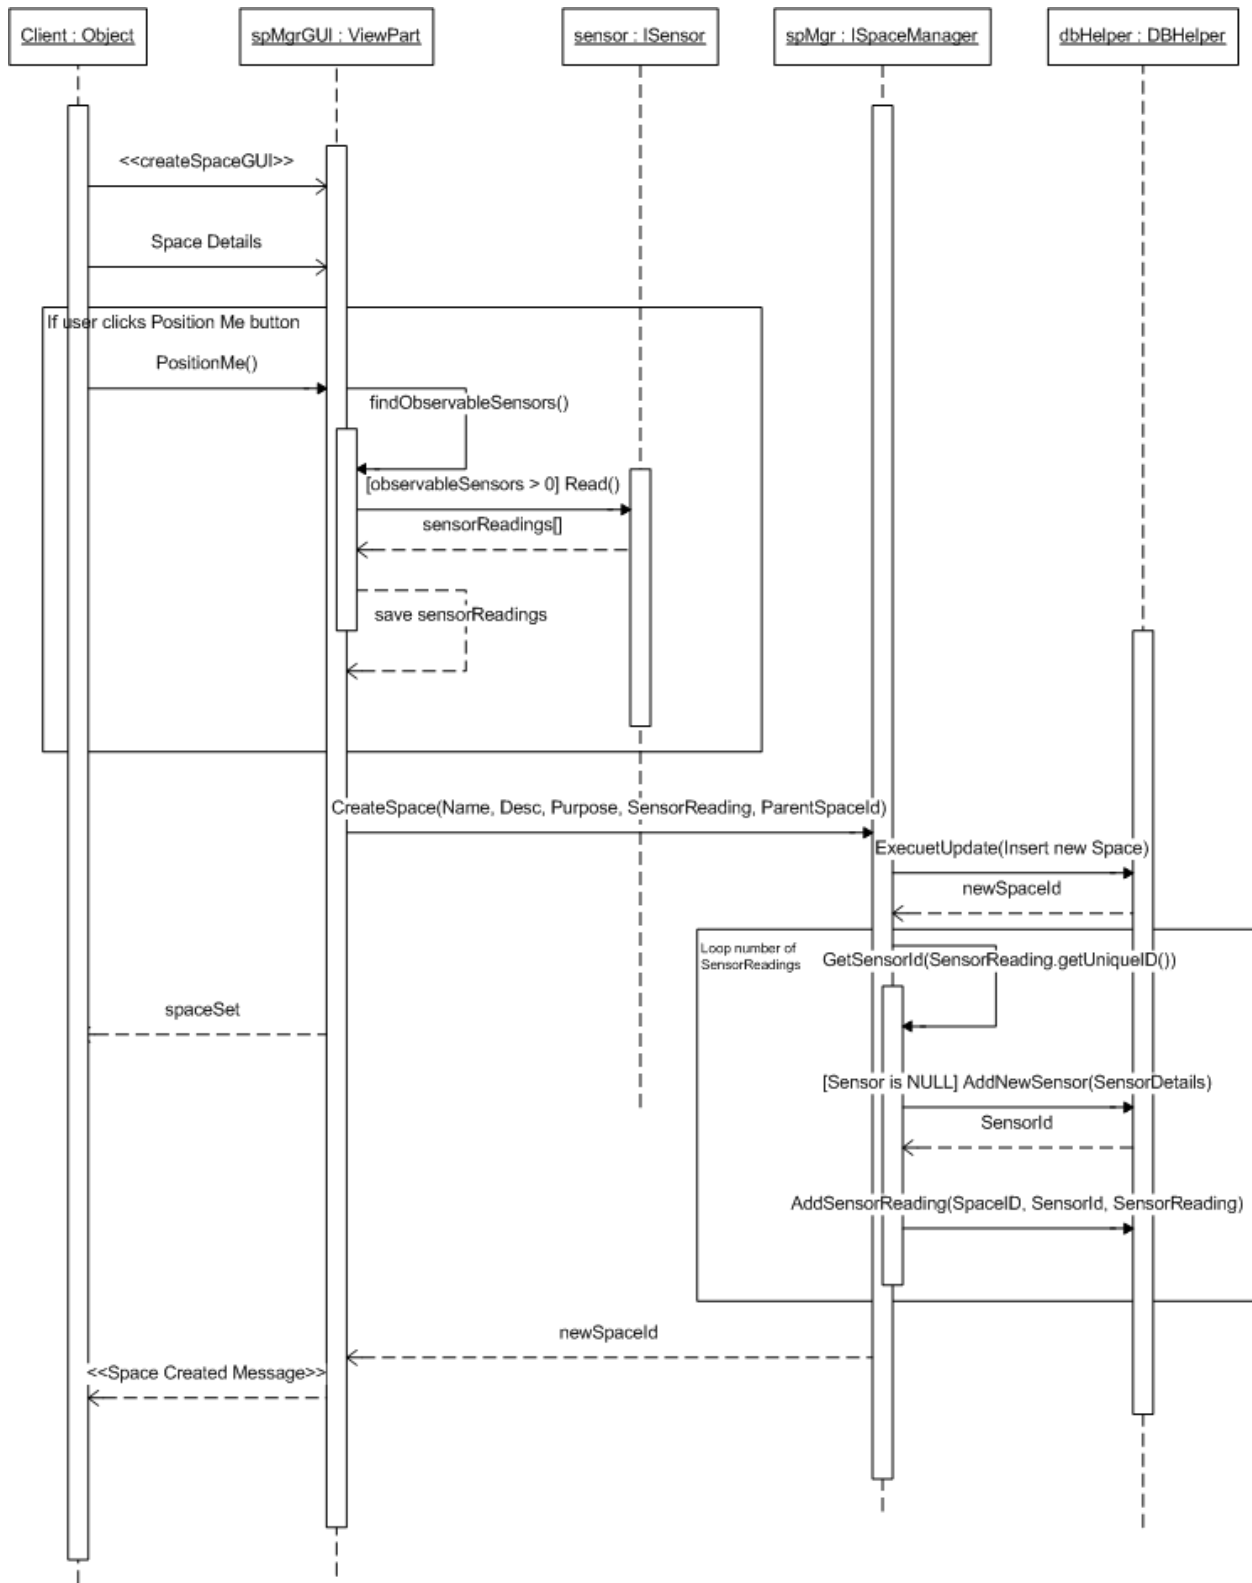 Client : Object
spMgrGUI : ViewPart
sensor : ISensor
spMgr : ISpaceManager
dbHelper : DBHelper
<<createSpaceGUI>>
Space Details
If user clicks Position Me button
PositionMe()
findObservableSensors()
[observableSensors > 0] Read()
sensorReadings[]
save sensorReadings
CreateSpace(Name, Desc, Purpose, SensorReading, ParentSpaceId)
ExecuetUpdate(Insert new Space)
newSpaceId
Loop number of
SensorReadings
GetSensorId(SensorReading.getUniqueID())
spaceSet
[Sensor is NULL] AddNewSensor(SensorDetails)
SensorId
AddSensorReading(SpaceID, SensorId, SensorReading)
newSpaceId
<<Space Created Message>>